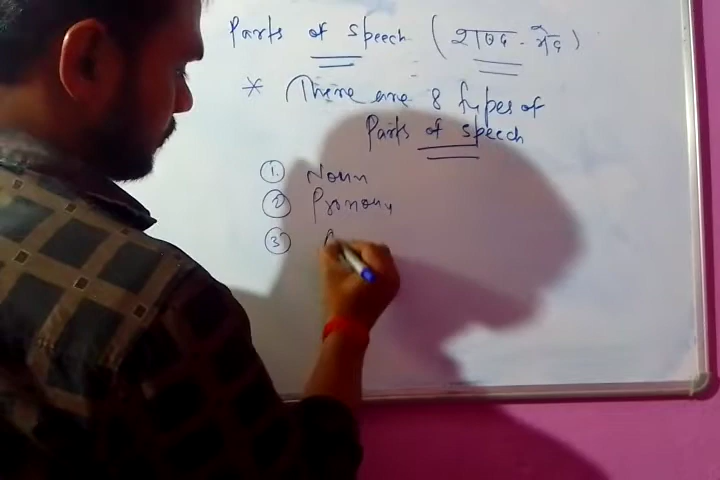 Parts of speech ( शब्द - भेद )
* There are 8 types of
Parts of speech
① Noun
② Pronoun
③